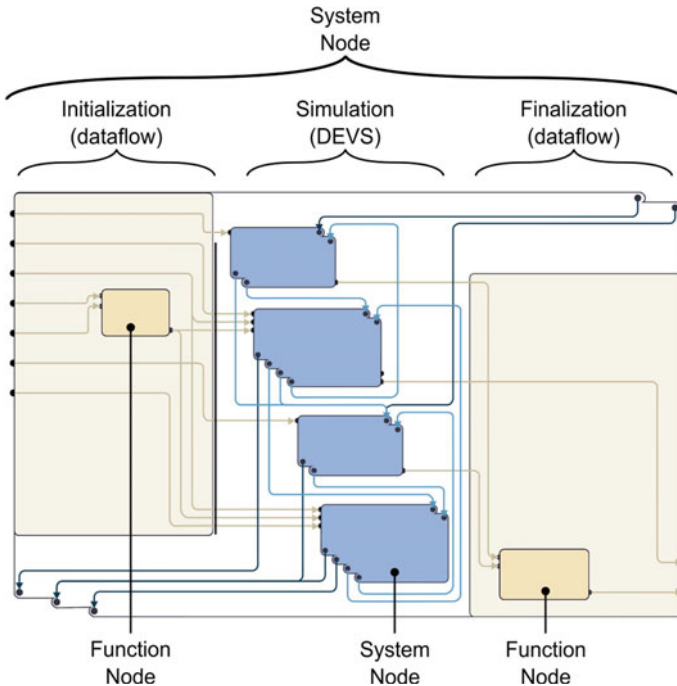 System
Node
Initialization
(dataflow)
Simulation
(DEVS)
Finalization
(dataflow)
Function
Node
System
Node
Function
Node